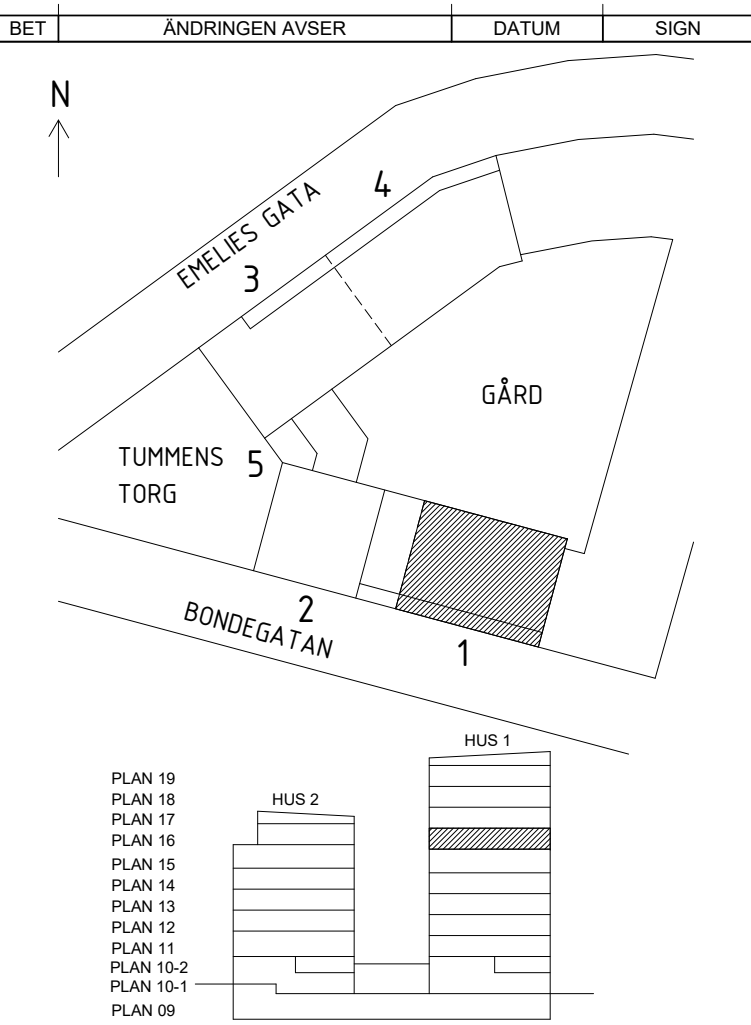 BET ÄNDRINGEN AVSER DATUM SIGN
N
4
EMELIES GATA
3
GÅRD
TUMMENS
TORG
5
2
BONDEGATAN
1
HUS 1
PLAN 19
PLAN 18
HUS 2
PLAN 17
PLAN 16
PLAN 15
PLAN 14
PLAN 13
PLAN 12
PLAN 11
PLAN 10-2
PLAN 10-1
PLAN 09